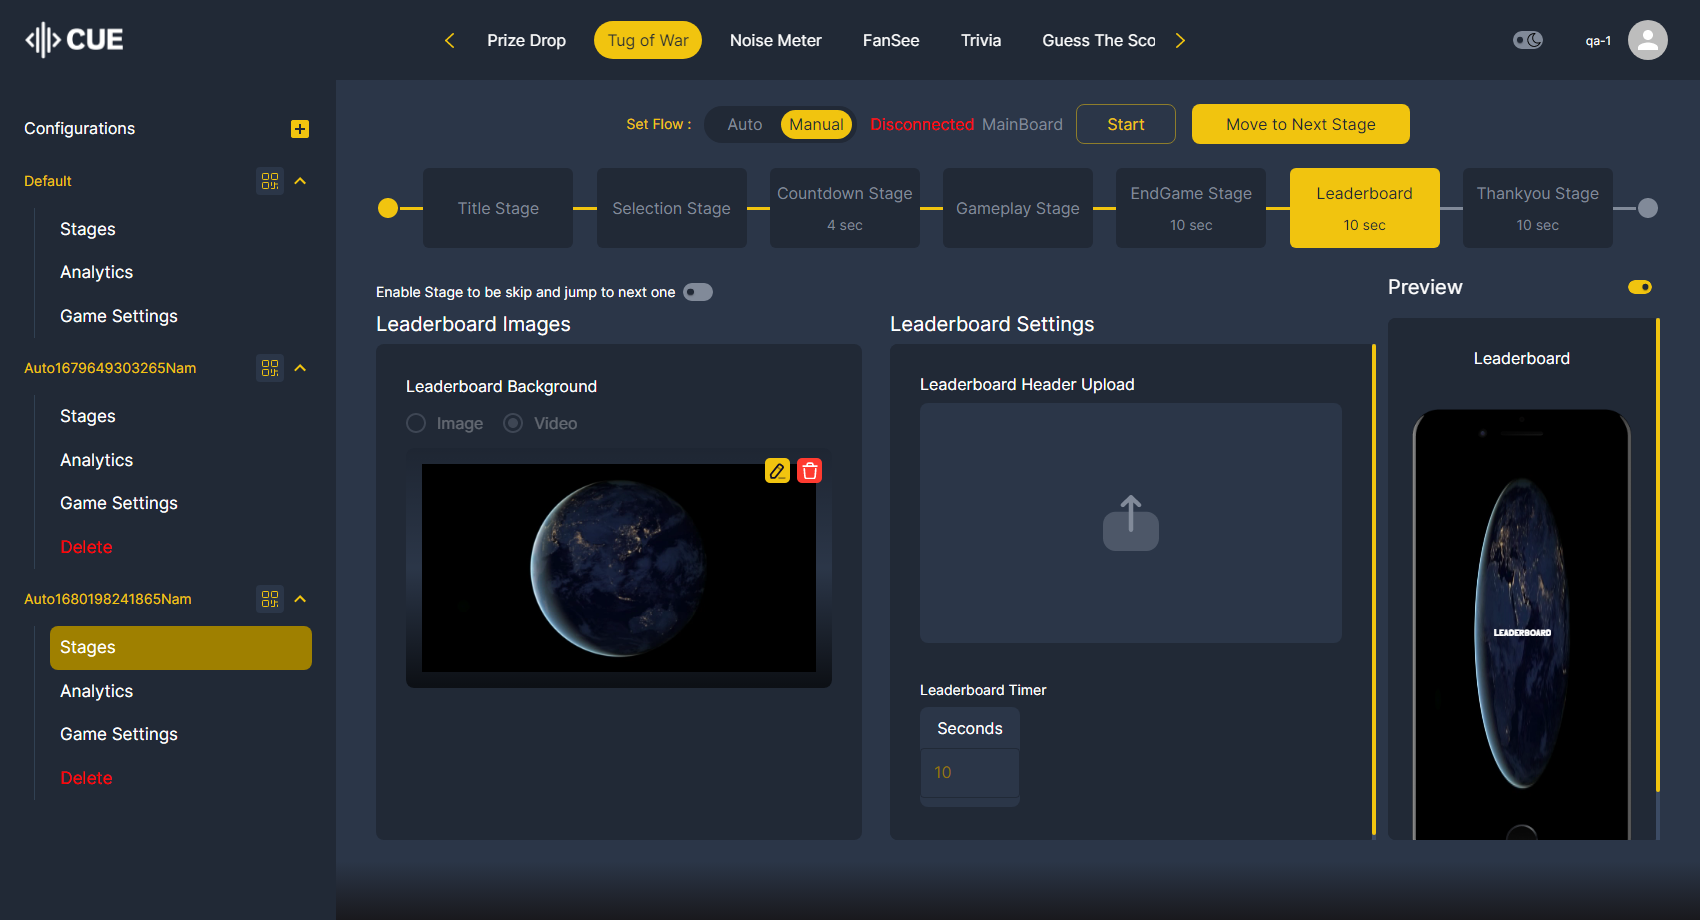 CUE
Prize Drop
Tug of War
Noise Meter
FanSee
Trivia
Guess The Sco
qa-1
Configurations
Default
Stages
Analytics
Game Settings
Auto1679649303265Nam
Stages
Analytics
Game Settings
Delete
Auto1680198241865Nam
Stages
Analytics
Game Settings
Delete
Set Flow :
Auto
Manual
Disconnected MainBoard
Start
Move to Next Stage
Title Stage
Selection Stage
Countdown Stage
4 sec
Gameplay Stage
EndGame Stage
10 sec
Leaderboard
10 sec
Thankyou Stage
10 sec
Enable Stage to be skip and jump to next one
Leaderboard Images
Leaderboard Background
Image
Video
Leaderboard Settings
Leaderboard Header Upload
Leaderboard Timer
Seconds
10
Preview
Leaderboard
LEADERBOARD